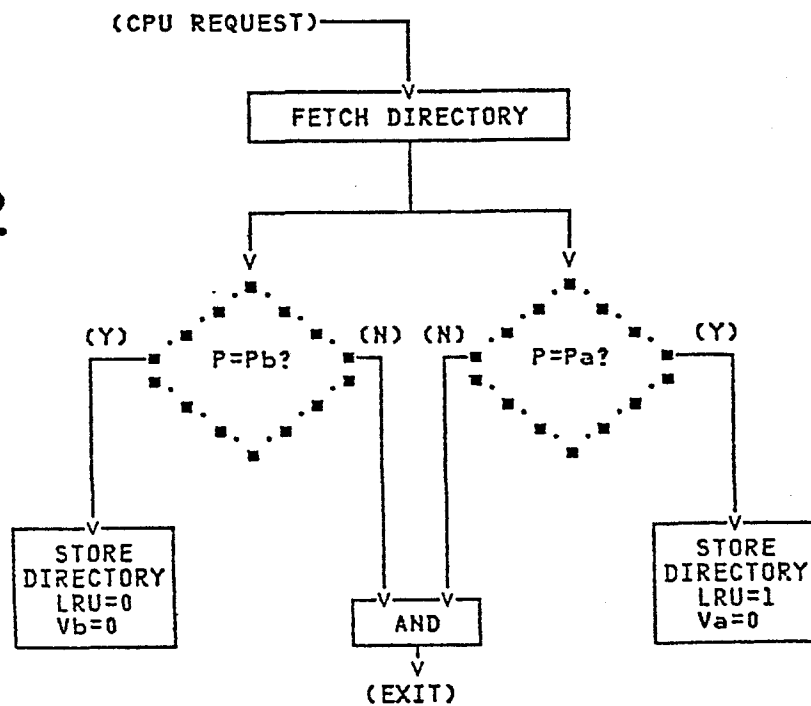 (CPU REQUEST)
FETCH DIRECTORY
(Y)
P=Pb?
(N)
(N)
P=Pa?
(Y)
STORE
DIRECTORY
LRU=0
Vb=0
AND
STORE
DIRECTORY
LRU=1
Va=0
(EXIT)